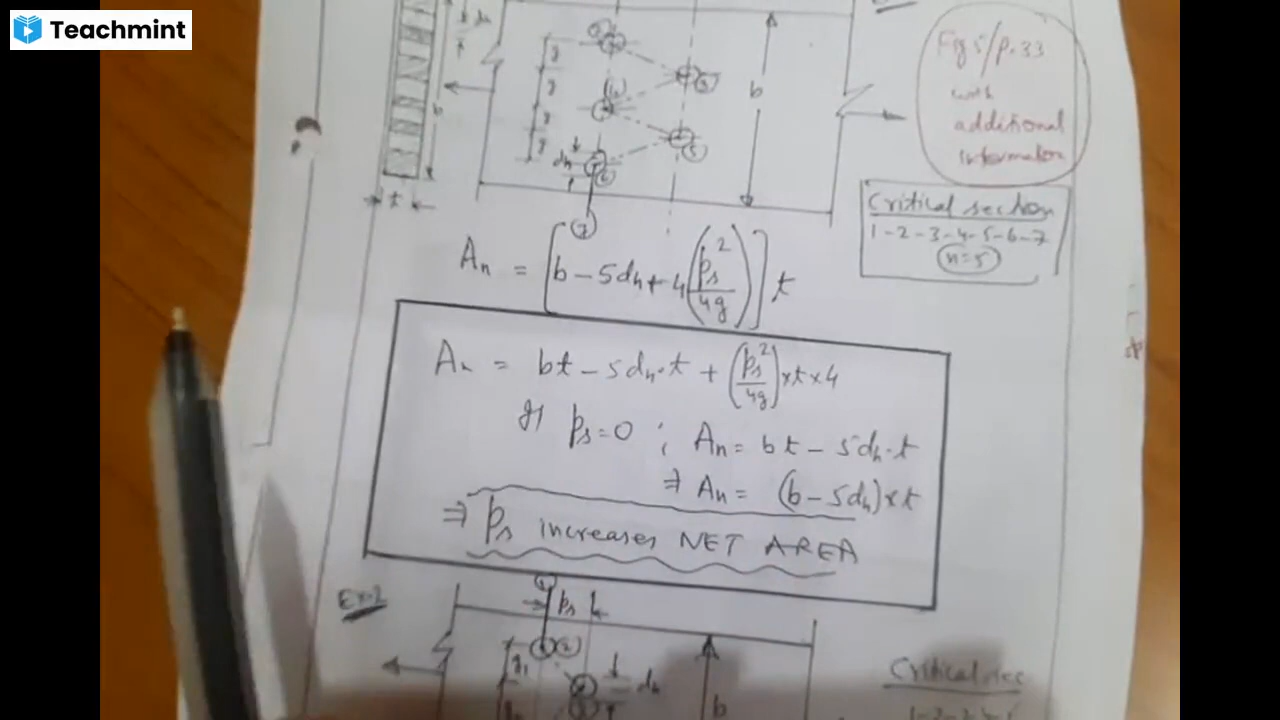 Teachmint
Fig 5/p. 33
with
additional
information
Critical section
1-2-3-4-5-6-7
n=5
b
t
dh
g
g
g
g
An = [b - 5dh + 4(ps²/4g)] t
An = bt - 5dh·t + (ps²/4g) × t × 4
If ps = 0 ; An = bt - 5dh·t
⇒ An = (b - 5dh) × t
⇒ ps increases NET AREA
Ex-2
ps
g1
dh
b